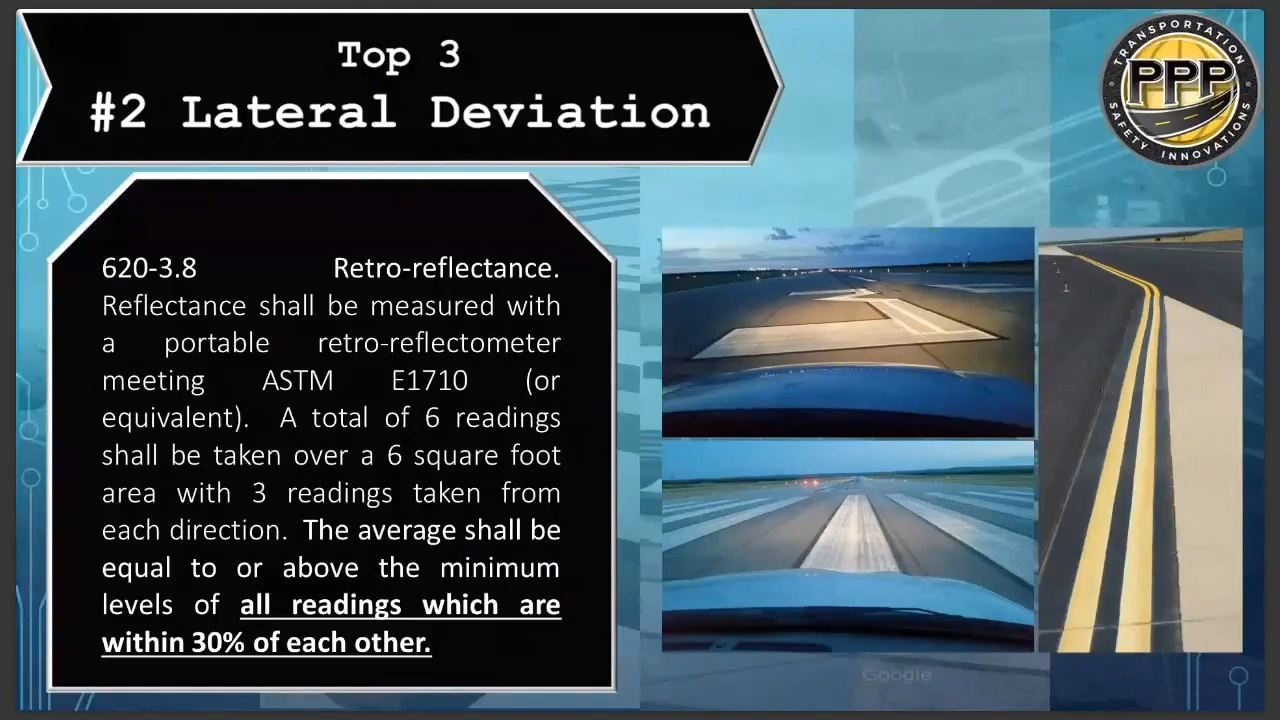 Top 3
#2 Lateral Deviation
TRANSPORTATION
PPP
SAFETY INNOVATIONS
620-3.8 Retro-reflectance.
Reflectance shall be measured with
a portable retro-reflectometer
meeting ASTM E1710 (or
equivalent). A total of 6 readings
shall be taken over a 6 square foot
area with 3 readings taken from
each direction. The average shall be
equal to or above the minimum
levels of all readings which are
within 30% of each other.
Google